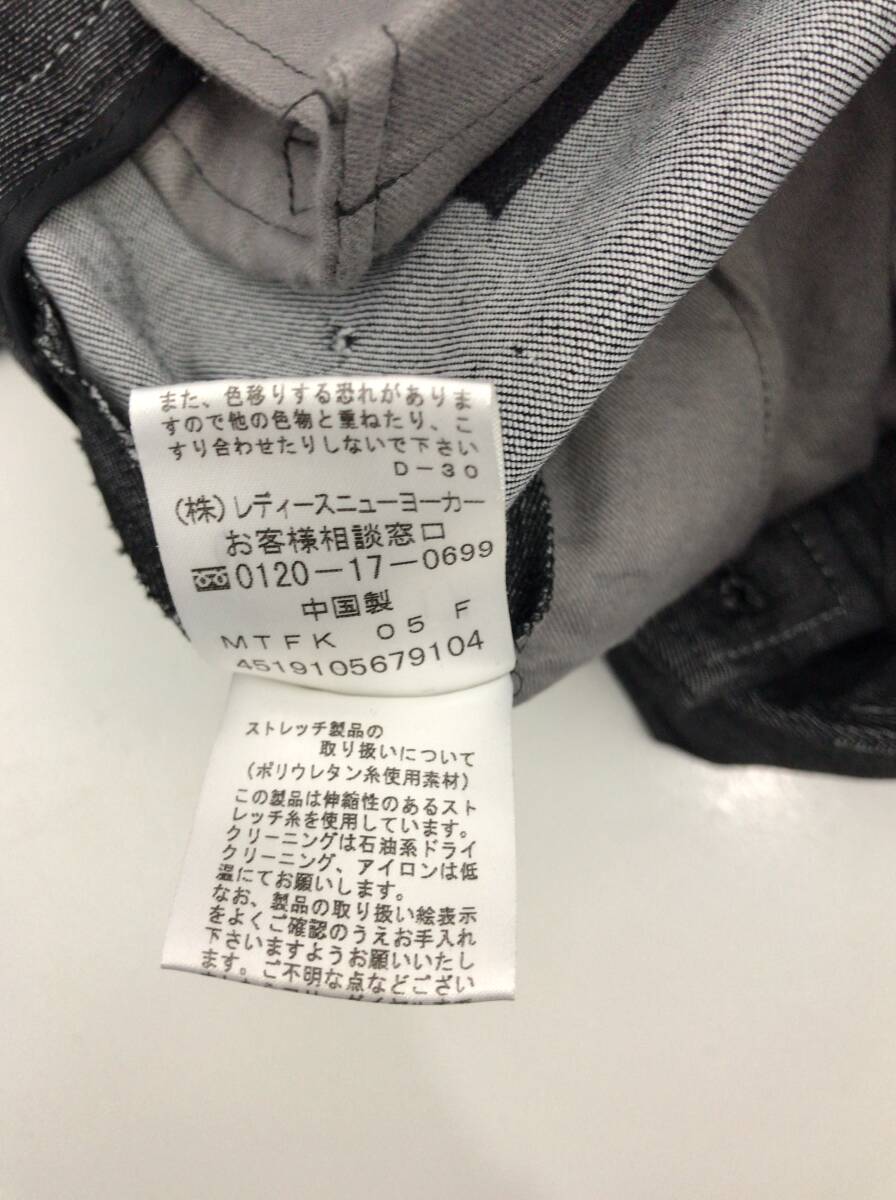 また、色移りする恐れがありま
すので他の色物と重ねたり、こ
すり合わせたりしないで下さい
D-30
(株)レディースニューヨーカー
お客様相談窓口
0120-17-0699
中国製
MTFK 05 F
4519105679104
ストレッチ製品の
取り扱いについて
(ポリウレタン糸使用素材)
この製品は伸縮性のあるスト
レッチ糸を使用しています。
クリーニングは石油系ドライ
クリーニング、アイロンは低
温にてお願いします。
なお、製品の取り扱い絵表示
をよくご確認のうえお手入れ
下さいますようお願いいたし
ます。ご不明な点などござい